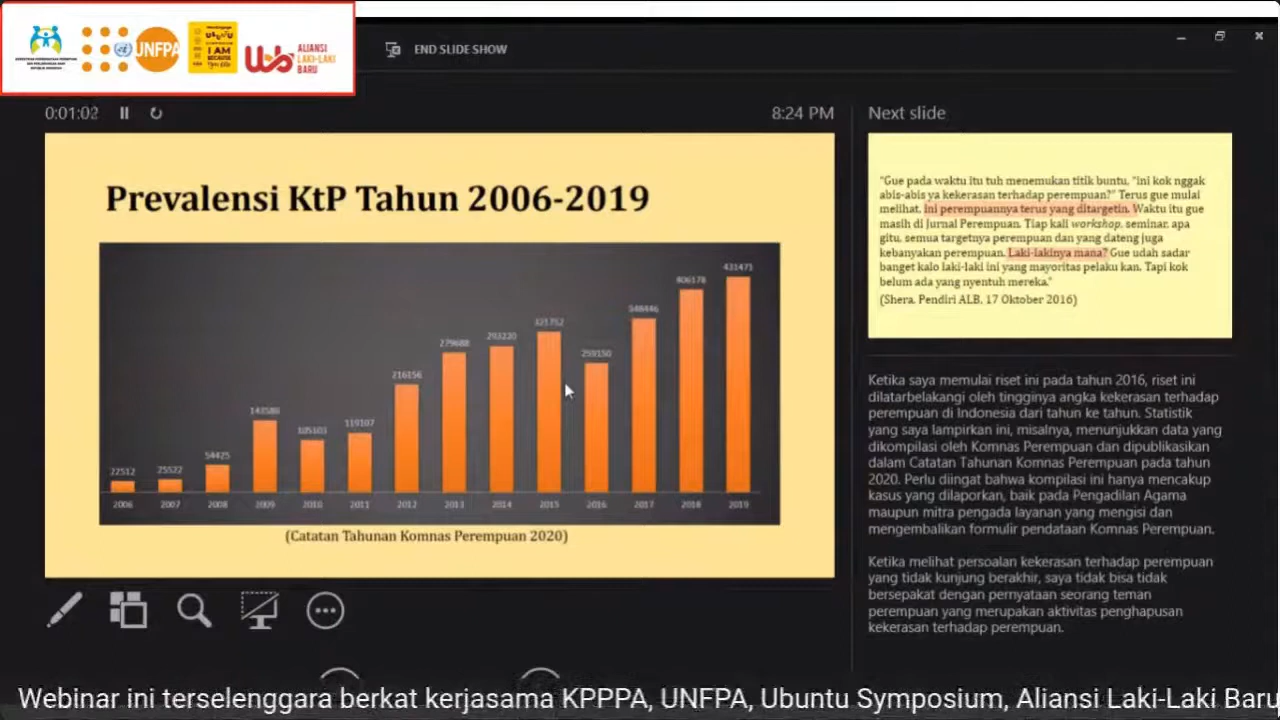 UNFPA
I AM
ALIANSI
LAKI-LAKI
BARU
END SLIDE SHOW
0:01:02
8:24 PM
Next slide
Prevalensi KtP Tahun 2006-2019
22512
25522
54425
143586
105103
119107
216156
279688
293220
321752
259150
348446
406178
431471
2006
2007
2008
2009
2010
2011
2012
2013
2014
2015
2016
2017
2018
2019
(Catatan Tahunan Komnas Perempuan 2020)
"Gue pada waktu itu tuh menemukan titik buntu, "ini kok nggak
abis-abis ya kekerasan terhadap perempuan?" Terus gue mulai
melihat, ini perempuannya terus yang ditargetin. Waktu itu gue
masih di Jurnal Perempuan. Tiap kali workshop, seminar, apa
gitu, semua targetnya perempuan dan yang dateng juga
kebanyakan perempuan. Laki-lakinya mana? Gue udah sadar
banget kalo laki-laki ini yang mayoritas pelaku kan. Tapi kok
belum ada yang nyentuh mereka."
(Shera, Pendiri ALB, 17 Oktober 2016)
Ketika saya memulai riset ini pada tahun 2016, riset ini
dilatarbelakangi oleh tingginya angka kekerasan terhadap
perempuan di Indonesia dari tahun ke tahun. Statistik
yang saya lampirkan ini, misalnya, menunjukkan data yang
dikompilasi oleh Komnas Perempuan dan dipublikasikan
dalam Catatan Tahunan Komnas Perempuan pada tahun
2020. Perlu diingat bahwa kompilasi ini hanya mencakup
kasus yang dilaporkan, baik pada Pengadilan Agama
maupun mitra pengada layanan yang mengisi dan
mengembalikan formulir pendataan Komnas Perempuan.
Ketika melihat persoalan kekerasan terhadap perempuan
yang tidak kunjung berakhir, saya tidak bisa tidak
bersepakat dengan pernyataan seorang teman
perempuan yang merupakan aktivitas penghapusan
kekerasan terhadap perempuan.
Webinar ini terselenggara berkat kerjasama KPPPA, UNFPA, Ubuntu Symposium, Aliansi Laki-Laki Baru